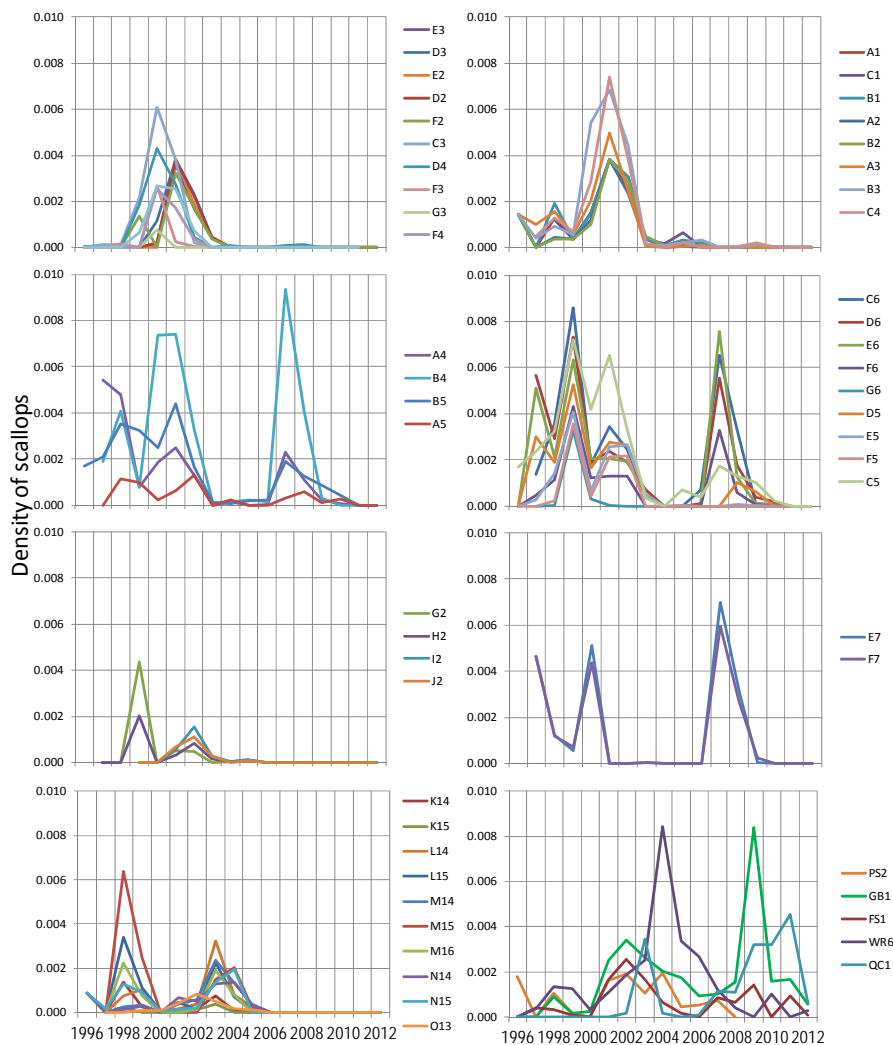 Density of scallops
0.010
0.008
0.006
0.004
0.002
0.000
E3
D3
E2
D2
F2
C3
D4
F3
G3
F4
0.010
0.008
0.006
0.004
0.002
0.000
A1
C1
B1
A2
B2
A3
B3
C4
0.010
0.008
0.006
0.004
0.002
0.000
A4
B4
B5
A5
0.010
0.008
0.006
0.004
0.002
0.000
C6
D6
E6
F6
G6
D5
E5
F5
C5
0.010
0.008
0.006
0.004
0.002
0.000
G2
H2
I2
J2
0.010
0.008
0.006
0.004
0.002
0.000
E7
F7
0.010
0.008
0.006
0.004
0.002
0.000
1996 1998 2000 2002 2004 2006 2008 2010 2012
K14
K15
L14
L15
M14
M15
M16
N14
N15
O13
0.010
0.008
0.006
0.004
0.002
0.000
1996 1998 2000 2002 2004 2006 2008 2010 2012
PS2
GB1
FS1
WR6
QC1